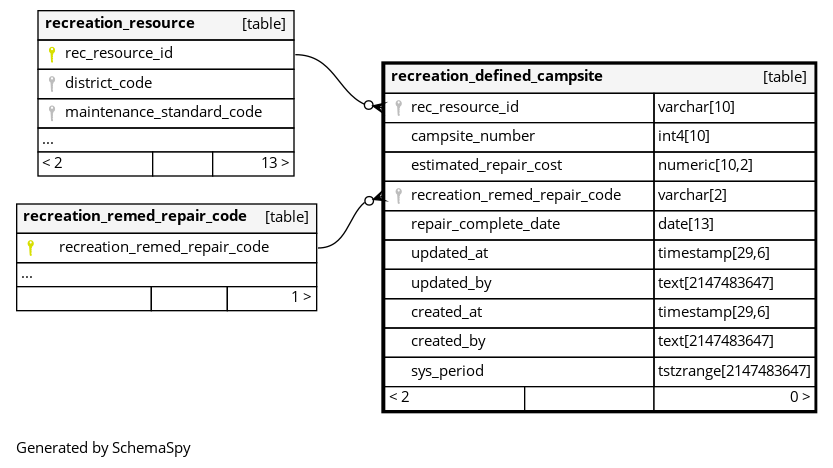 recreation_resource [table]
rec_resource_id
district_code
maintenance_standard_code
...
< 2 13 >
recreation_remed_repair_code [table]
recreation_remed_repair_code
...
1 >
recreation_defined_campsite [table]
rec_resource_id varchar[10]
campsite_number int4[10]
estimated_repair_cost numeric[10,2]
recreation_remed_repair_code varchar[2]
repair_complete_date date[13]
updated_at timestamp[29,6]
updated_by text[2147483647]
created_at timestamp[29,6]
created_by text[2147483647]
sys_period tstzrange[2147483647]
< 2 0 >
Generated by SchemaSpy